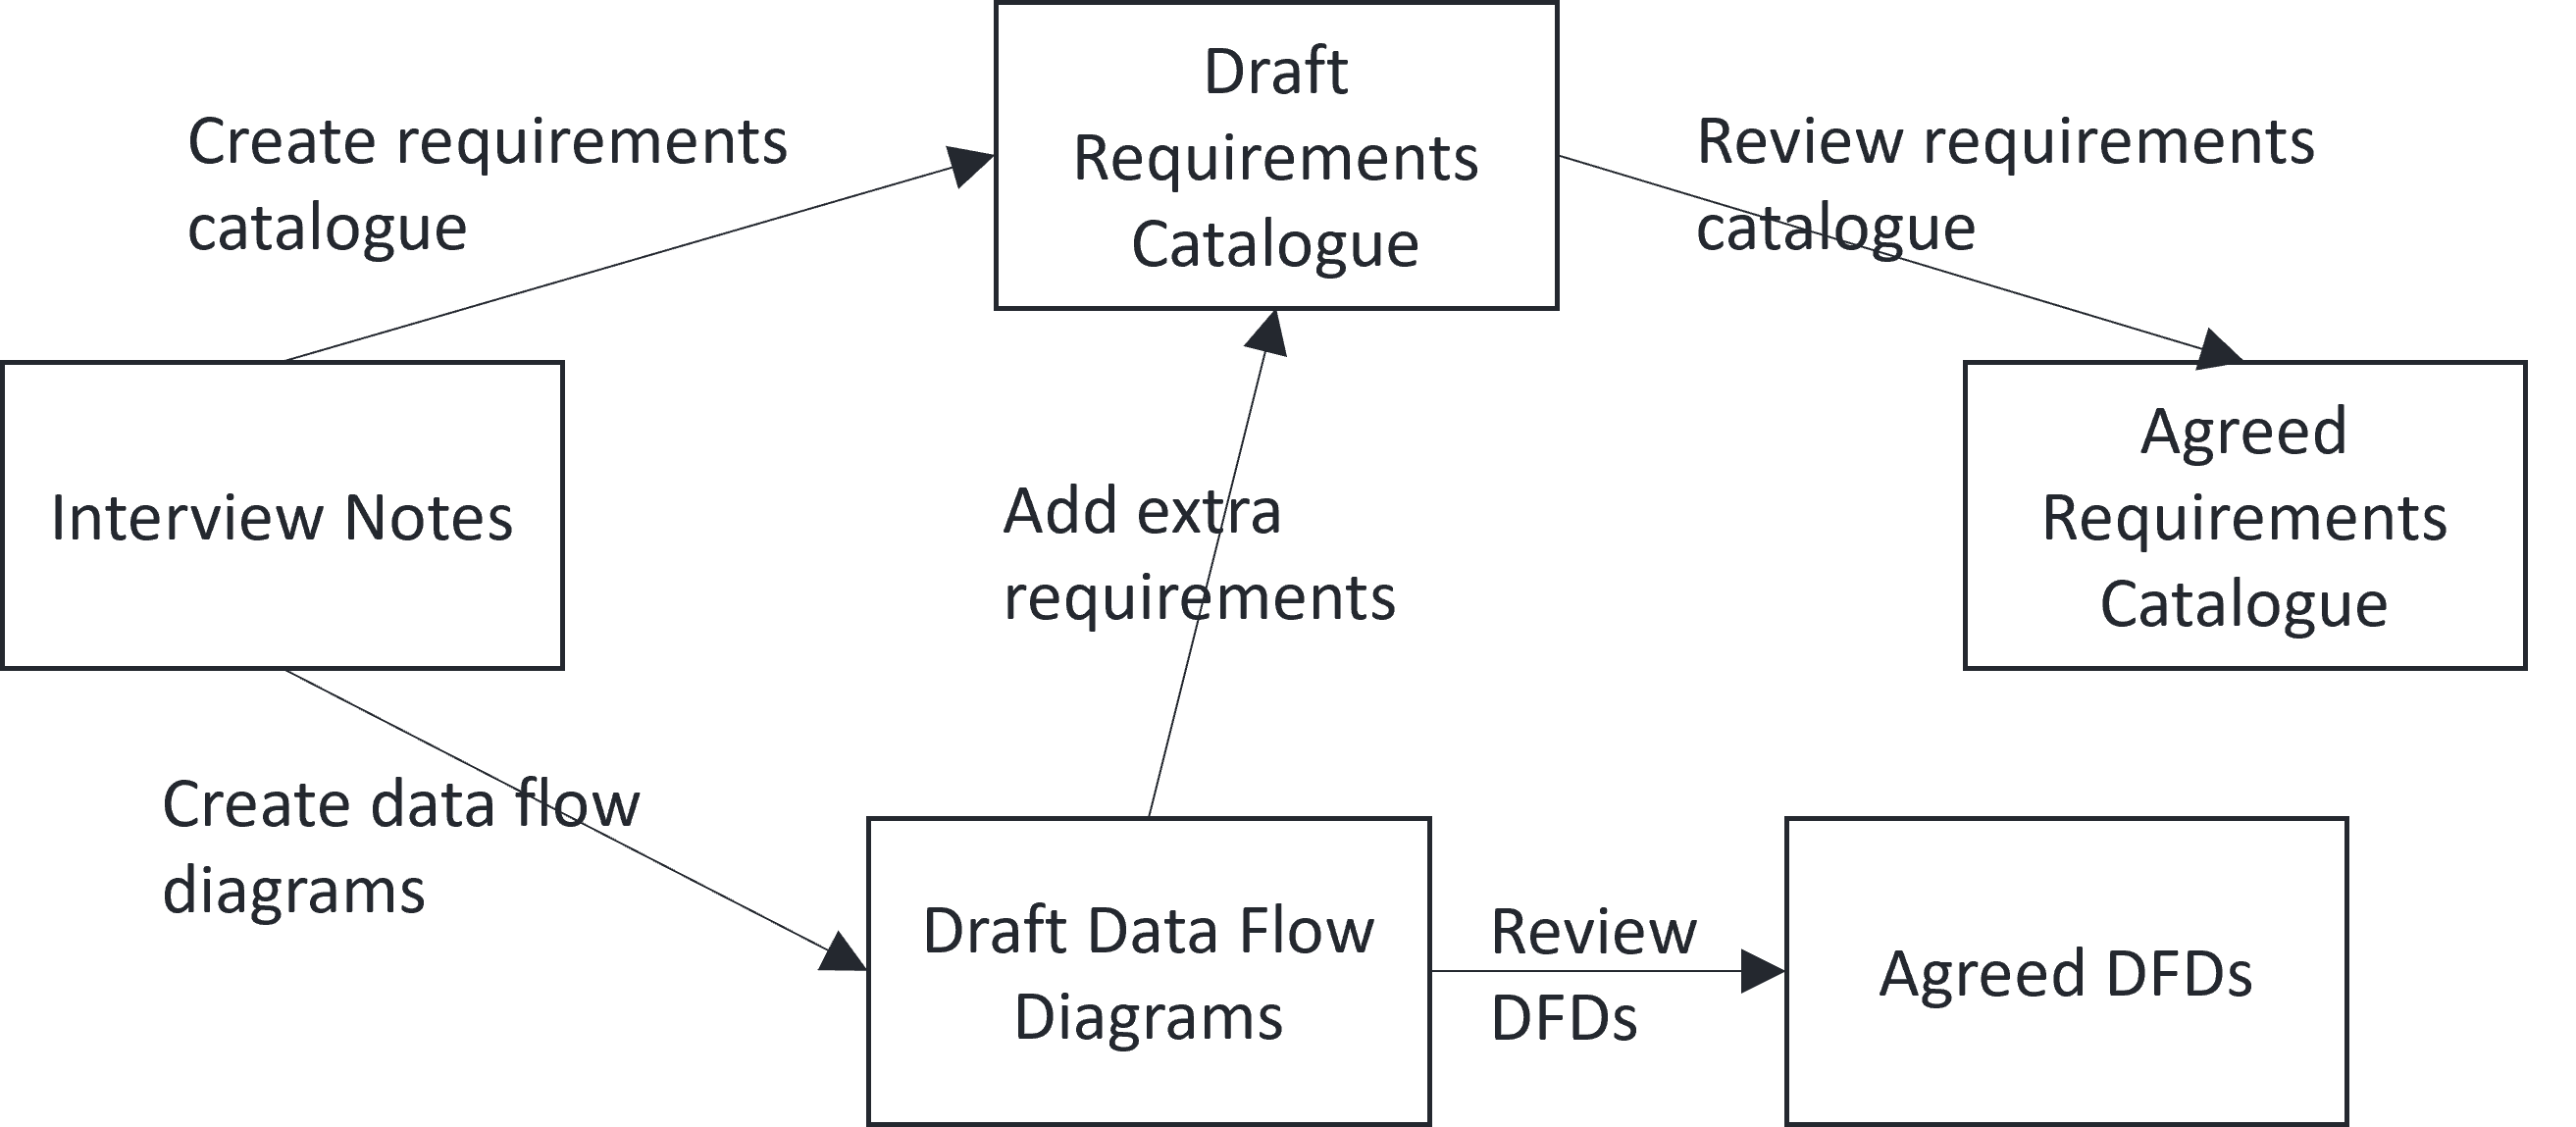 Draft
Requirements
Catalogue
Create requirements
catalogue
Review requirements
catalogue
Interview Notes
Add extra
requirements
Agreed
Requirements
Catalogue
Create data flow
diagrams
Draft Data Flow
Diagrams
Review
DFDs
Agreed DFDs